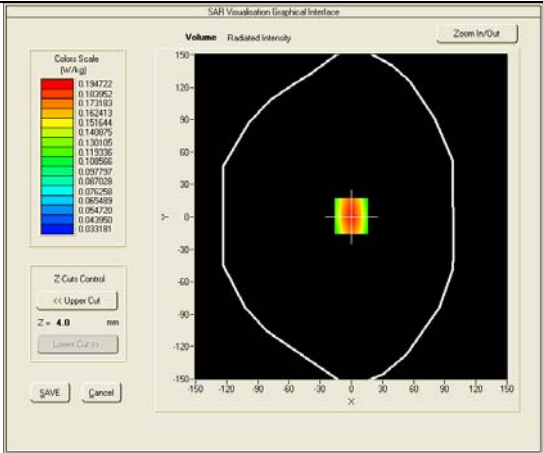 SAR Visualisation Graphical Interface
Volume Radiated Intensity
Zoom In/Out
Colors Scale
(W/kg)
0.194722
0.183952
0.173183
0.162413
0.151644
0.140875
0.130105
0.119336
0.108566
0.097797
0.087028
0.076258
0.065489
0.054720
0.043950
0.033181
150
120
90
60
30
0
-30
-60
-90
-120
-150
Y
-150 -120 -90 -60 -30 0 30 60 90 120 150
X
Z Cuts Control
<< Upper Cut
Z = 4.0 mm
Lower Cut >>
SAVE Cancel